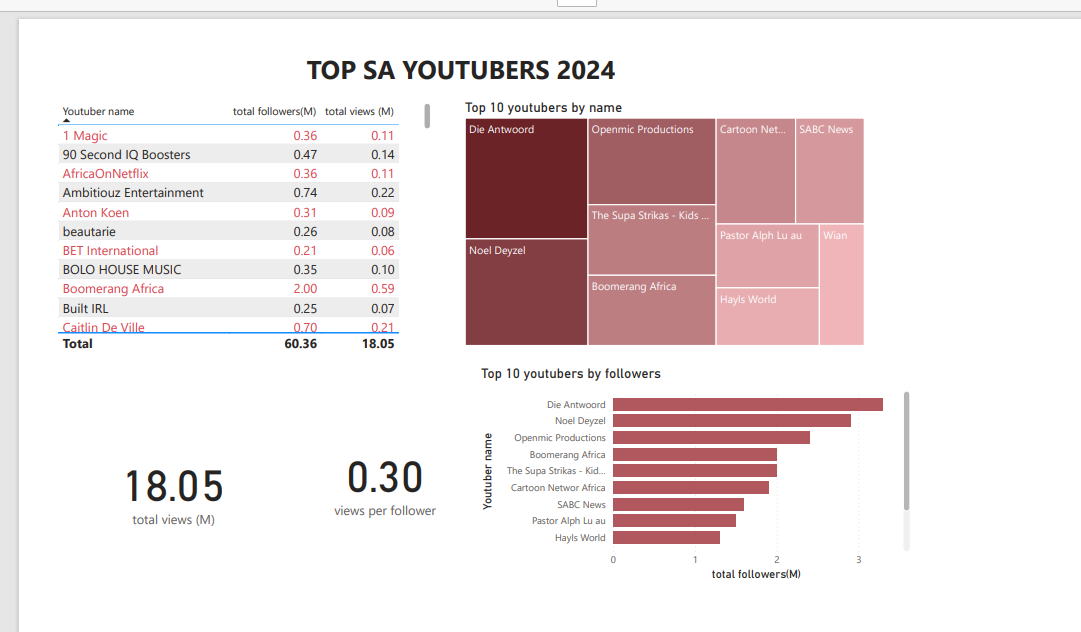 TOP SA YOUTUBERS 2024
Youtuber name total followers(M) total views (M)
1 Magic 0.36 0.11
90 Second IQ Boosters 0.47 0.14
AfricaOnNetflix 0.36 0.11
Ambitiouz Entertainment 0.74 0.22
Anton Koen 0.31 0.09
beautarie 0.26 0.08
BET International 0.21 0.06
BOLO HOUSE MUSIC 0.35 0.10
Boomerang Africa 2.00 0.59
Built IRL 0.25 0.07
Caitlin De Ville 0.70 0.21
Total 60.36 18.05
Top 10 youtubers by name
Die Antwoord
Noel Deyzel
Openmic Productions
The Supa Strikas - Kids ...
Boomerang Africa
Cartoon Net...
SABC News
Pastor Alph Lu au
Hayls World
Wian
18.05
total views (M)
0.30
views per follower
Top 10 youtubers by followers
Youtuber name
Die Antwoord
Noel Deyzel
Openmic Productions
Boomerang Africa
The Supa Strikas - Kid...
Cartoon Networ Africa
SABC News
Pastor Alph Lu au
Hayls World
0 1 2 3
total followers(M)